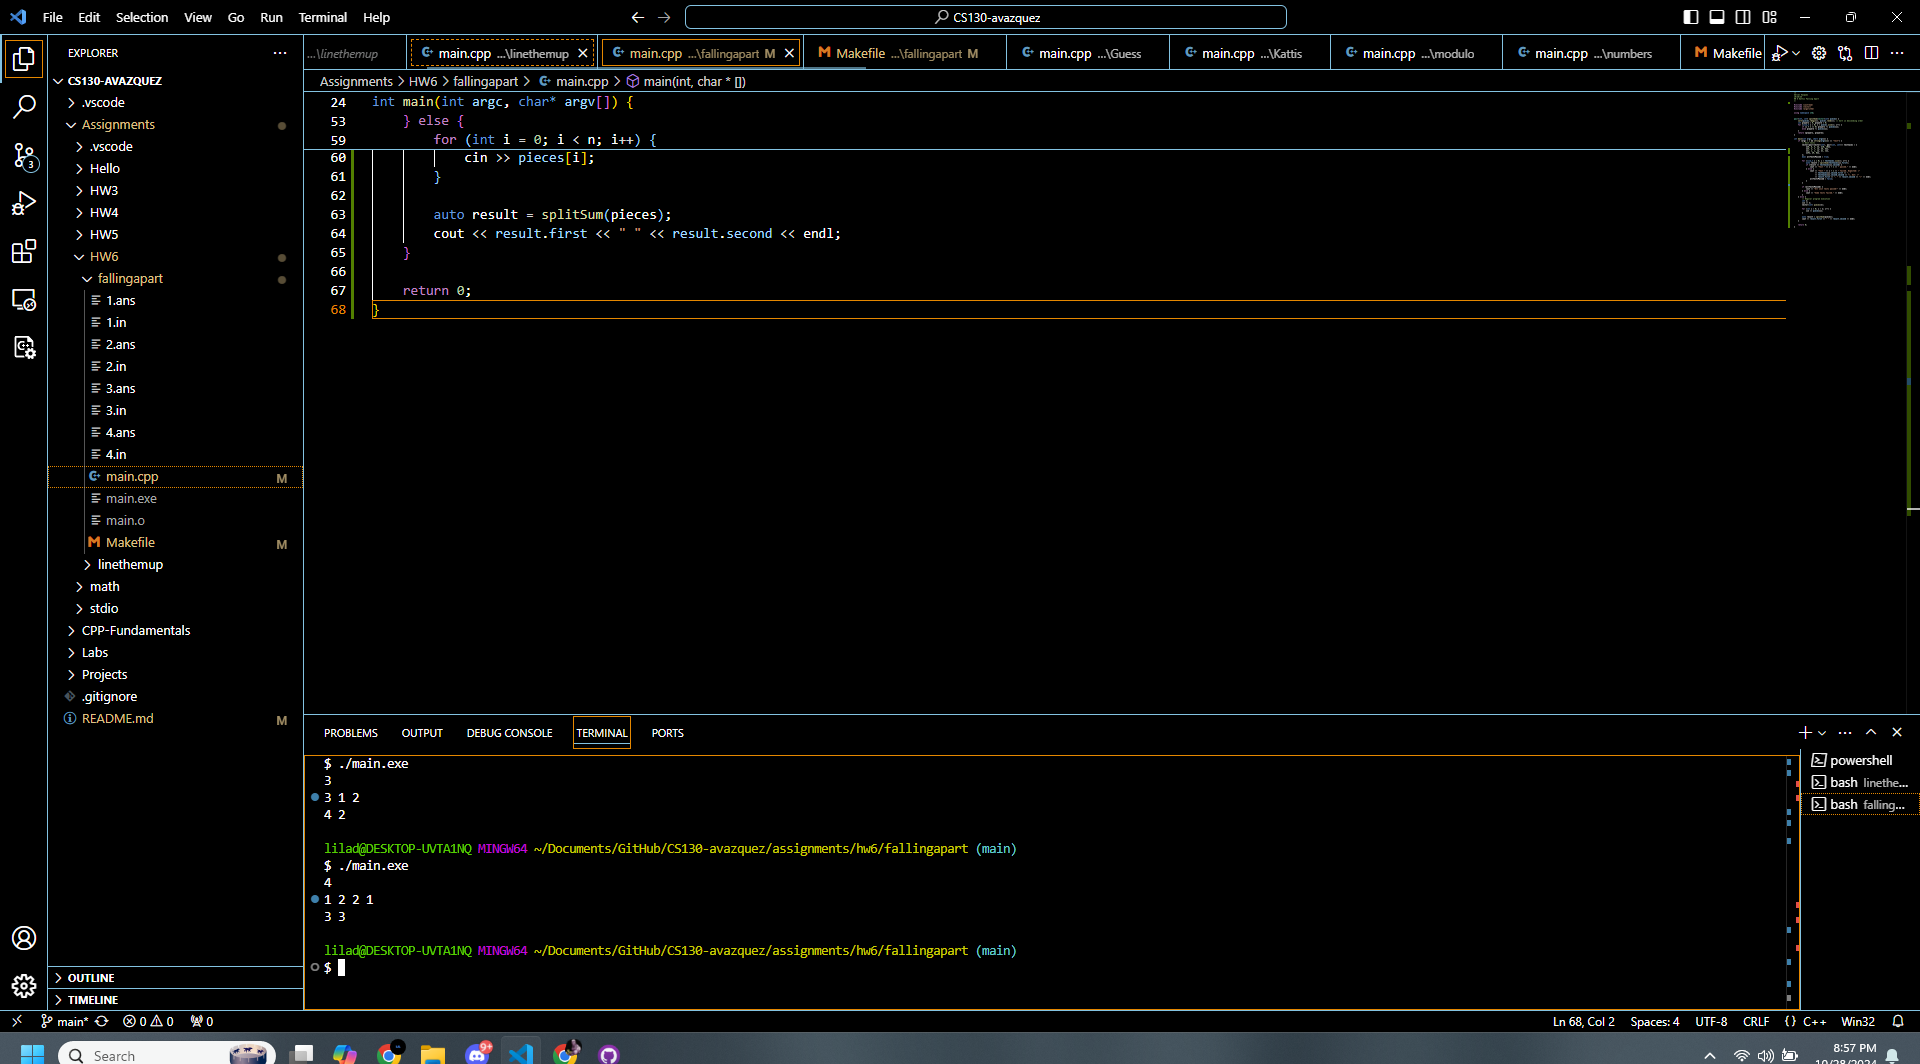 File Edit Selection View Go Run Terminal Help
CS130-avazquez
EXPLORER
CS130-AVAZQUEZ
.vscode
Assignments
.vscode
Hello
HW3
HW4
HW5
HW6
fallingapart
1.ans
1.in
2.ans
2.in
3.ans
3.in
4.ans
4.in
main.cpp M
main.exe
main.o
Makefile M
linethemup
math
stdio
CPP-Fundamentals
Labs
Projects
.gitignore
README.md M
OUTLINE
TIMELINE
...\linethemup main.cpp ...\linethemup main.cpp ...\fallingapart M Makefile ...\fallingapart M main.cpp ...\Guess main.cpp ...\Kattis main.cpp ...\modulo main.cpp ...\numbers Makefile
Assignments > HW6 > fallingapart > main.cpp > main(int, char * [])
24 int main(int argc, char* argv[]) {
53 } else {
59 for (int i = 0; i < n; i++) {
60 cin >> pieces[i];
61 }
62
63 auto result = splitSum(pieces);
64 cout << result.first << " " << result.second << endl;
65 }
66
67 return 0;
68 }
PROBLEMS OUTPUT DEBUG CONSOLE TERMINAL PORTS
$ ./main.exe
3
3 1 2
4 2
lilad@DESKTOP-UVTA1NQ MINGW64 ~/Documents/GitHub/CS130-avazquez/assignments/hw6/fallingapart (main)
$ ./main.exe
4
1 2 2 1
3 3
lilad@DESKTOP-UVTA1NQ MINGW64 ~/Documents/GitHub/CS130-avazquez/assignments/hw6/fallingapart (main)
$
powershell
bash linethe...
bash falling...
3
main* 0 0 0
Ln 68, Col 2 Spaces: 4 UTF-8 CRLF {} C++ Win32
Search
9+
8:57 PM
10/28/2024